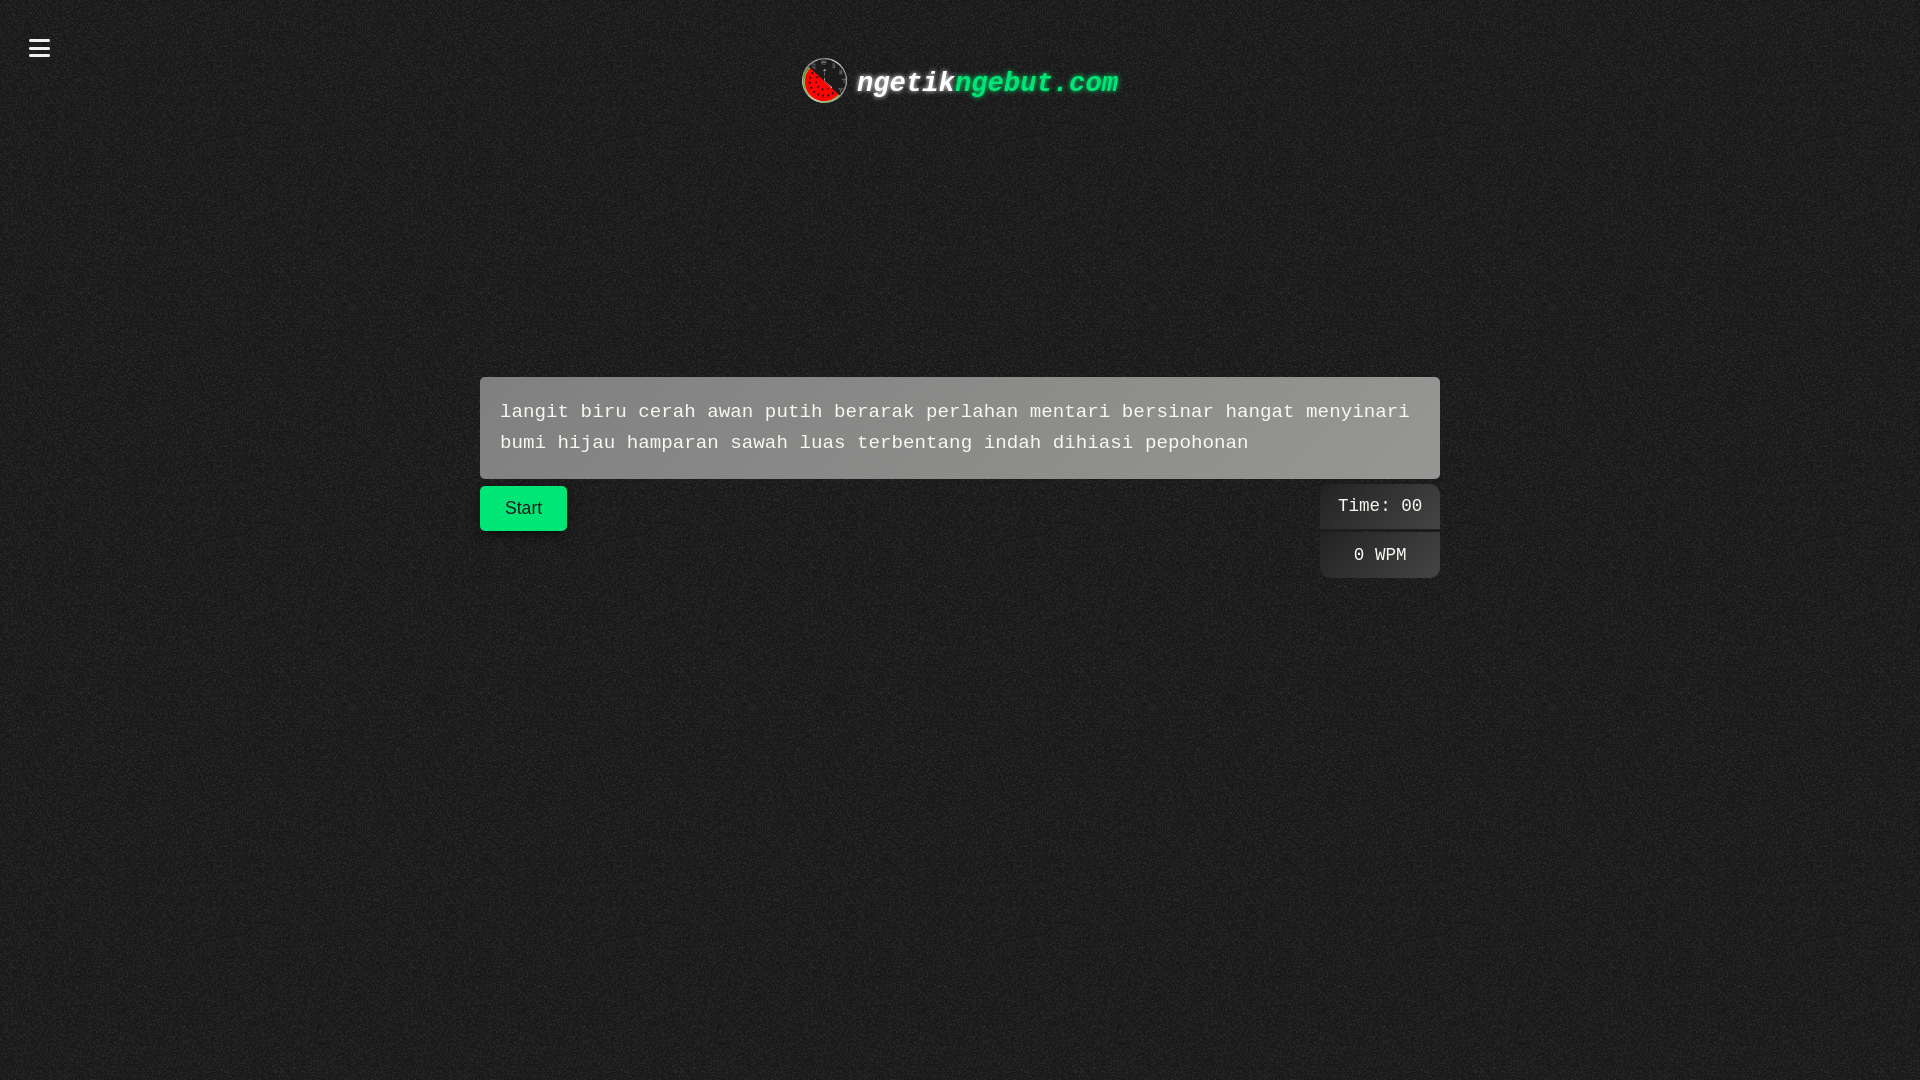 ngetikngebut.com
langit biru cerah awan putih berarak perlahan mentari bersinar hangat menyinari
bumi hijau hamparan sawah luas terbentang indah dihiasi pepohonan
Start
Time: 00
0 WPM